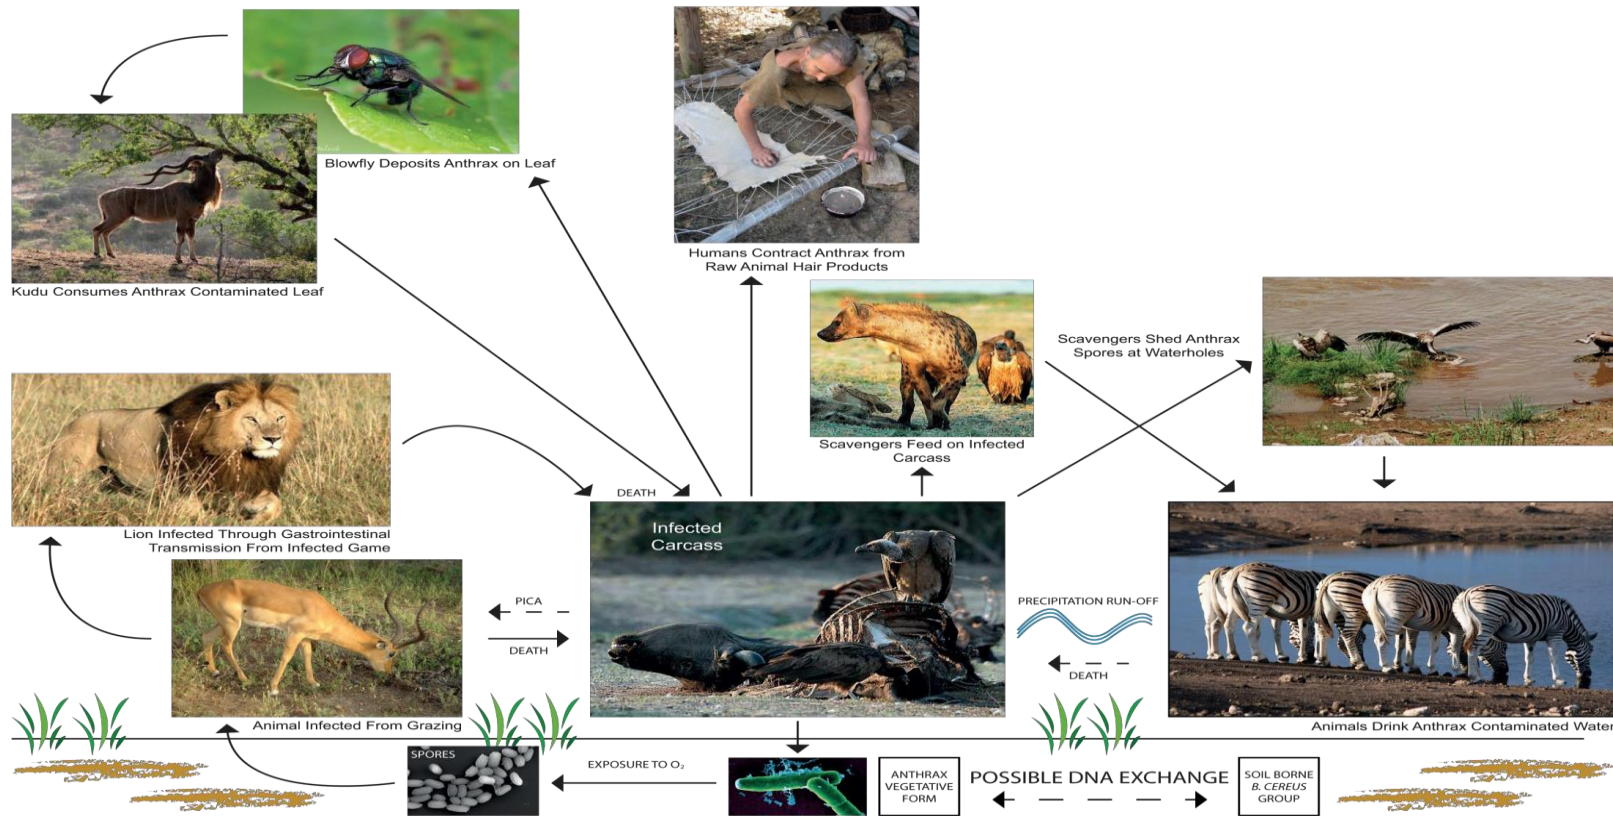 Blowfly Deposits Anthrax on Leaf
Kudu Consumes Anthrax Contaminated Leaf
Humans Contract Anthrax from
Raw Animal Hair Products
Scavengers Shed Anthrax
Spores at Waterholes
Scavengers Feed on Infected
Carcass
Lion Infected Through Gastrointestinal
Transmission From Infected Game
DEATH
Infected
Carcass
PICA
DEATH
PRECIPITATION RUN-OFF
DEATH
Animal Infected From Grazing
Animals Drink Anthrax Contaminated Water
SPORES
EXPOSURE TO O₂
ANTHRAX
VEGETATIVE
FORM
POSSIBLE DNA EXCHANGE
SOIL BORNE
B. CEREUS
GROUP